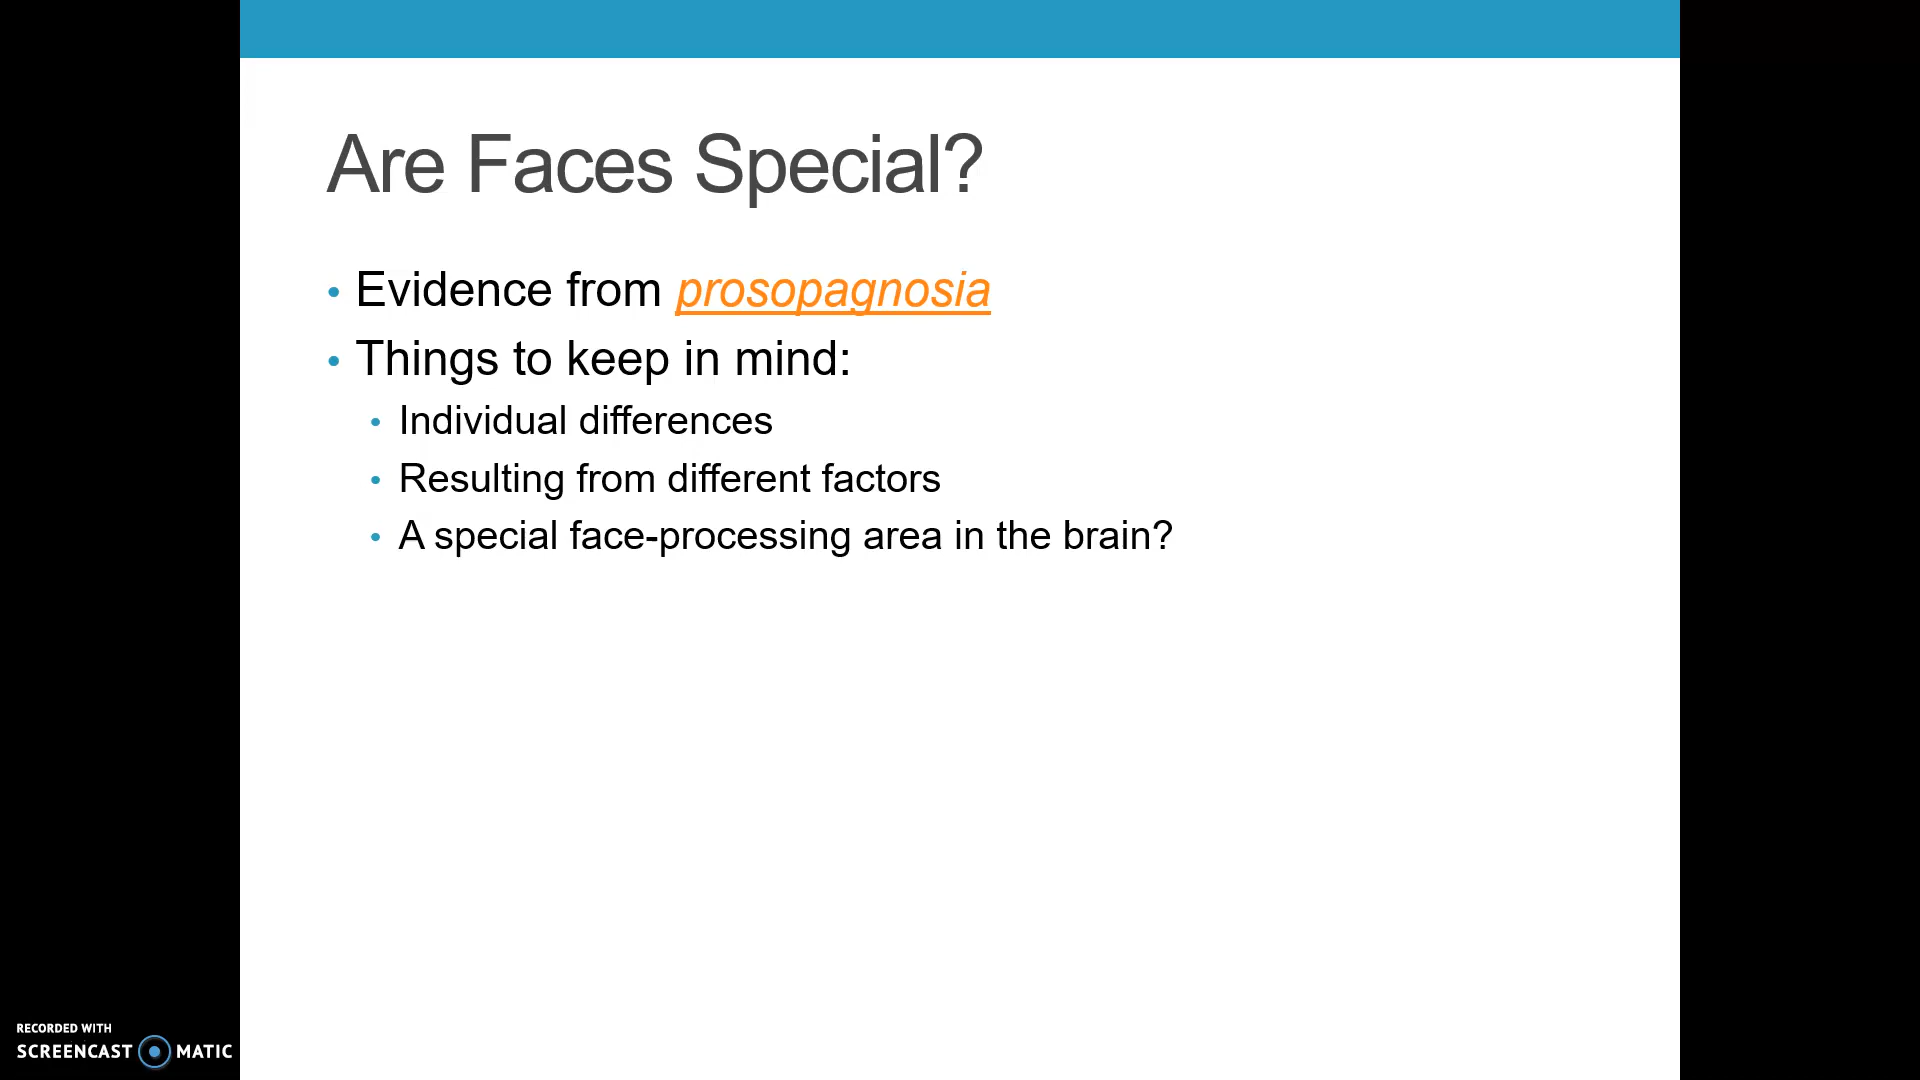 Are Faces Special?
• Evidence from prosopagnosia
• Things to keep in mind:
• Individual differences
• Resulting from different factors
• A special face-processing area in the brain?
RECORDED WITH
SCREENCAST MATIC